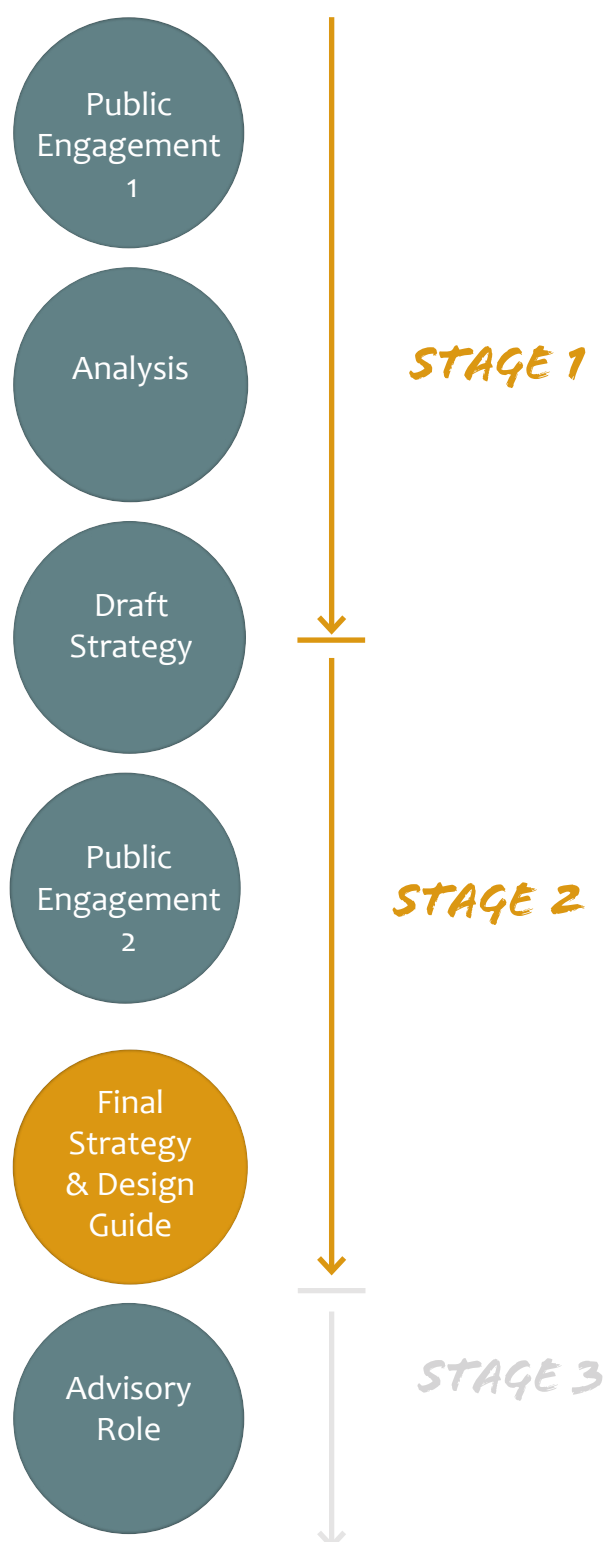 Public
Engagement
1
Analysis
STAGE 1
Draft
Strategy
Public
Engagement
2
STAGE 2
Final
Strategy
& Design
Guide
Advisory
Role
STAGE 3